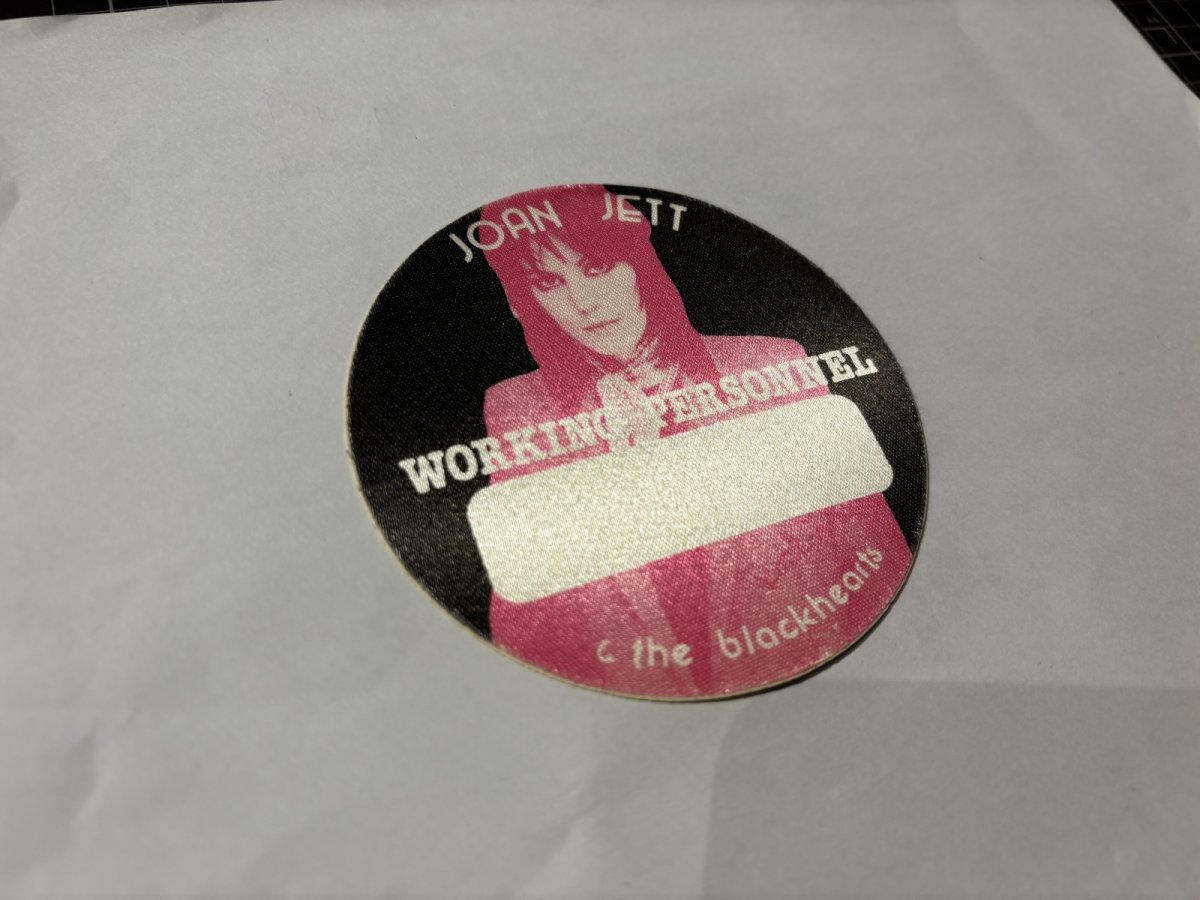 JOAN JETT
WORKING PERSONNEL
c the blackhearts